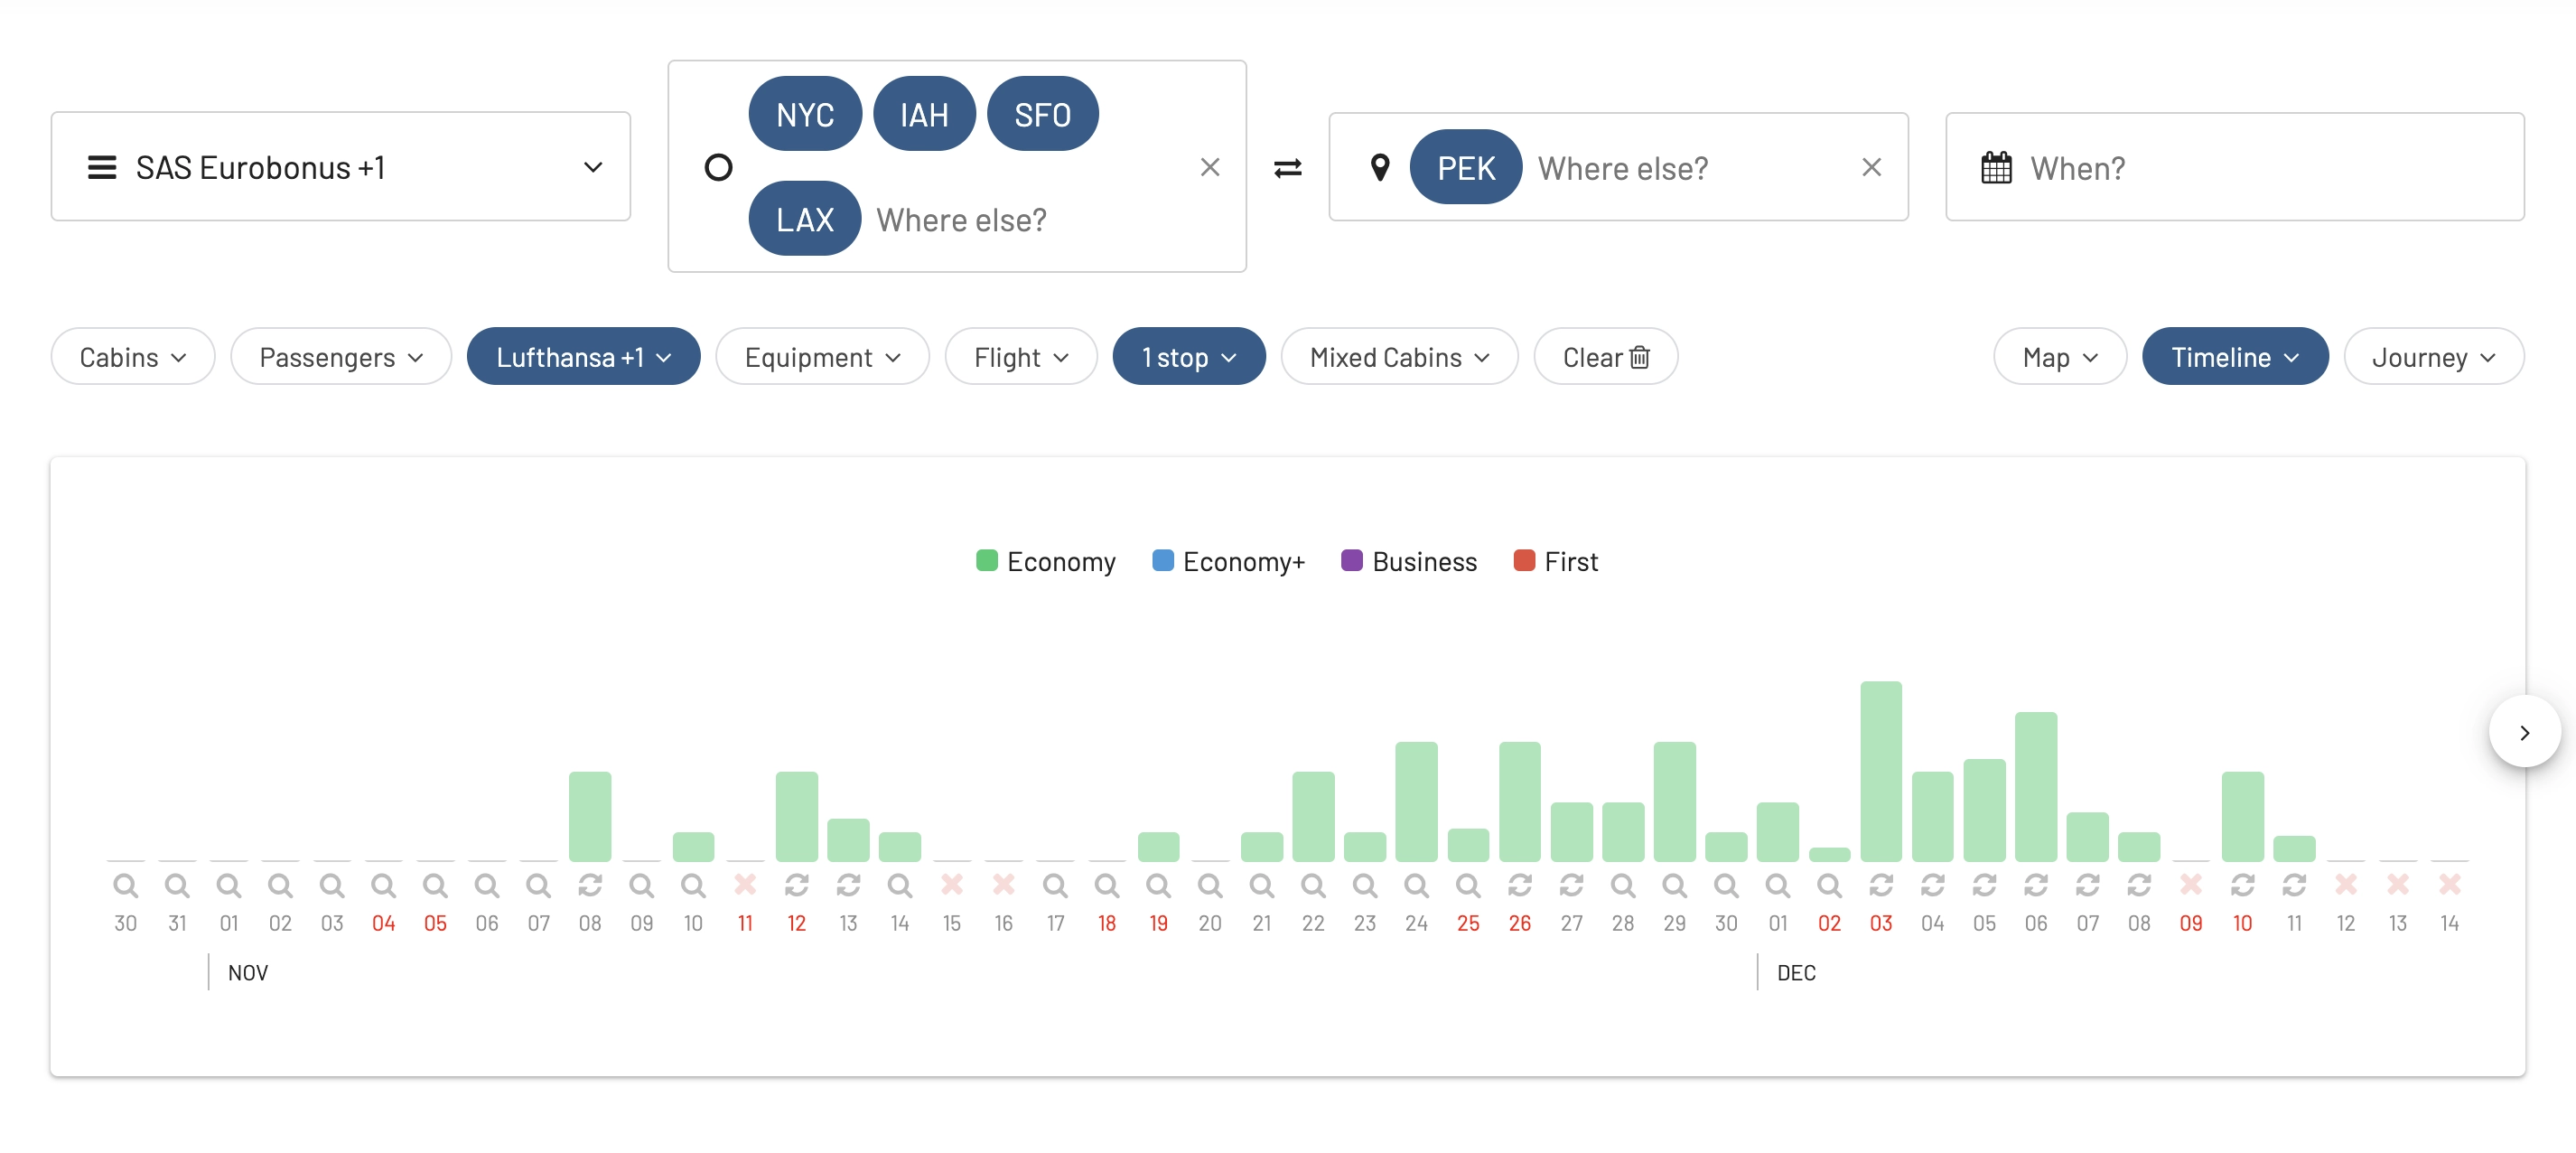 SAS Eurobonus +1
NYC IAH SFO
LAX Where else?
PEK Where else?
When?
Cabins Passengers Lufthansa +1 Equipment Flight 1 stop Mixed Cabins Clear Map Timeline Journey
Economy Economy+ Business First
30 31 01 02 03 04 05 06 07 08 09 10 11 12 13 14 15 16 17 18 19 20 21 22 23 24 25 26 27 28 29 30 01 02 03 04 05 06 07 08 09 10 11 12 13 14
NOV DEC